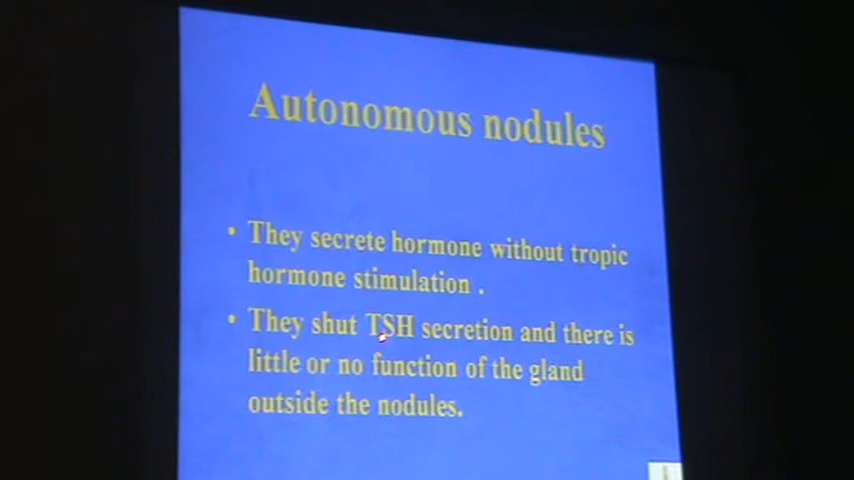 Autonomous nodules
• They secrete hormone without tropic
hormone stimulation .
• They shut TSH secretion and there is
little or no function of the gland
outside the nodules.